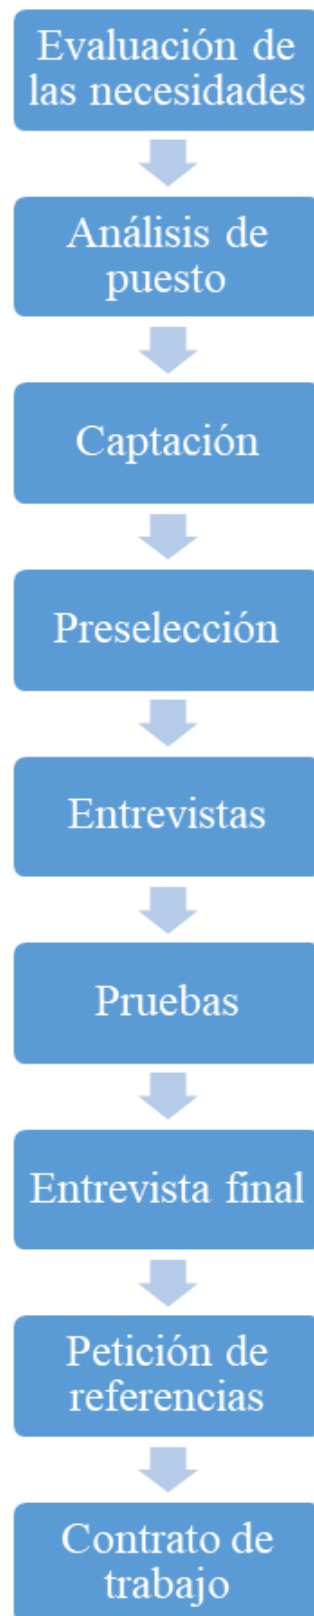 Evaluación de
las necesidades
Análisis de
puesto
Captación
Preselección
Entrevistas
Pruebas
Entrevista final
Petición de
referencias
Contrato de
trabajo